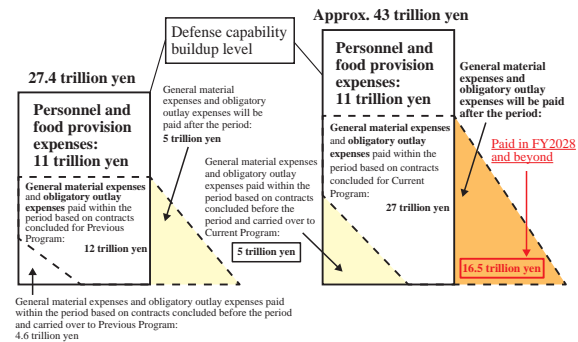 Approx. 43 trillion yen
Defense capability
buildup level
27.4 trillion yen
Personnel and
food provision
expenses:
11 trillion yen
General material expenses
and obligatory outlay
expenses paid within the
period based on contracts
concluded for Previous
Program:
12 trillion yen
General material
expenses and obligatory
outlay expenses will be
paid after the period:
5 trillion yen
General material expenses
and obligatory outlay
expenses paid within the
period based on contracts
concluded before the
period and carried over to
Current Program:
5 trillion yen
General material expenses and obligatory outlay expenses paid
within the period based on contracts concluded before the period
and carried over to Previous Program:
4.6 trillion yen
Personnel and
food provision
expenses:
11 trillion yen
General material expenses
and obligatory outlay
expenses paid within the
period based on contracts
concluded for Current
Program:
27 trillion yen
General material
expenses and
obligatory outlay
expenses will be paid
after the period:
Paid in FY2028
and beyond
16.5 trillion yen